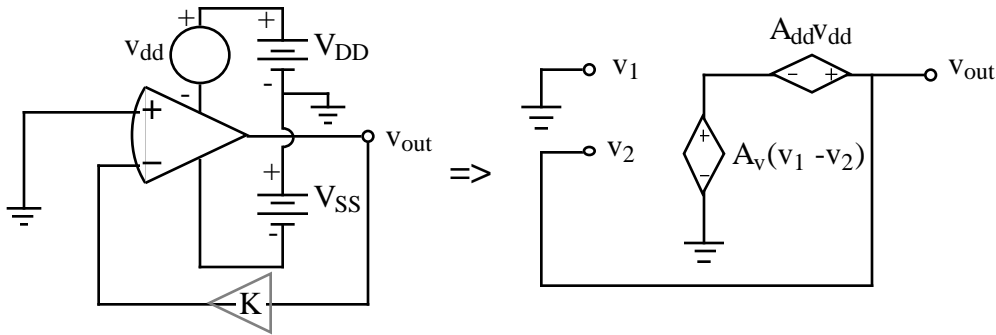 +
v_dd
-
+
V_DD
-
+
−
v_out
+
V_SS
-
K
=>
v_1
v_2
A_dd v_dd
− +
v_out
+
−
A_v(v_1 -v_2)